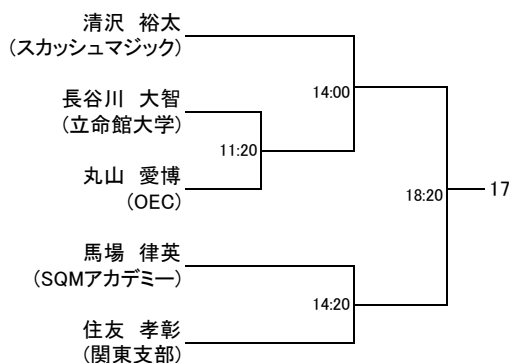 清沢 裕太
(スカッシュマジック)
14:00
長谷川 大智
(立命館大学)
11:20
丸山 愛博
(OEC)
18:20
17
馬場 律英
(SQMアカデミー)
14:20
住友 孝彰
(関東支部)